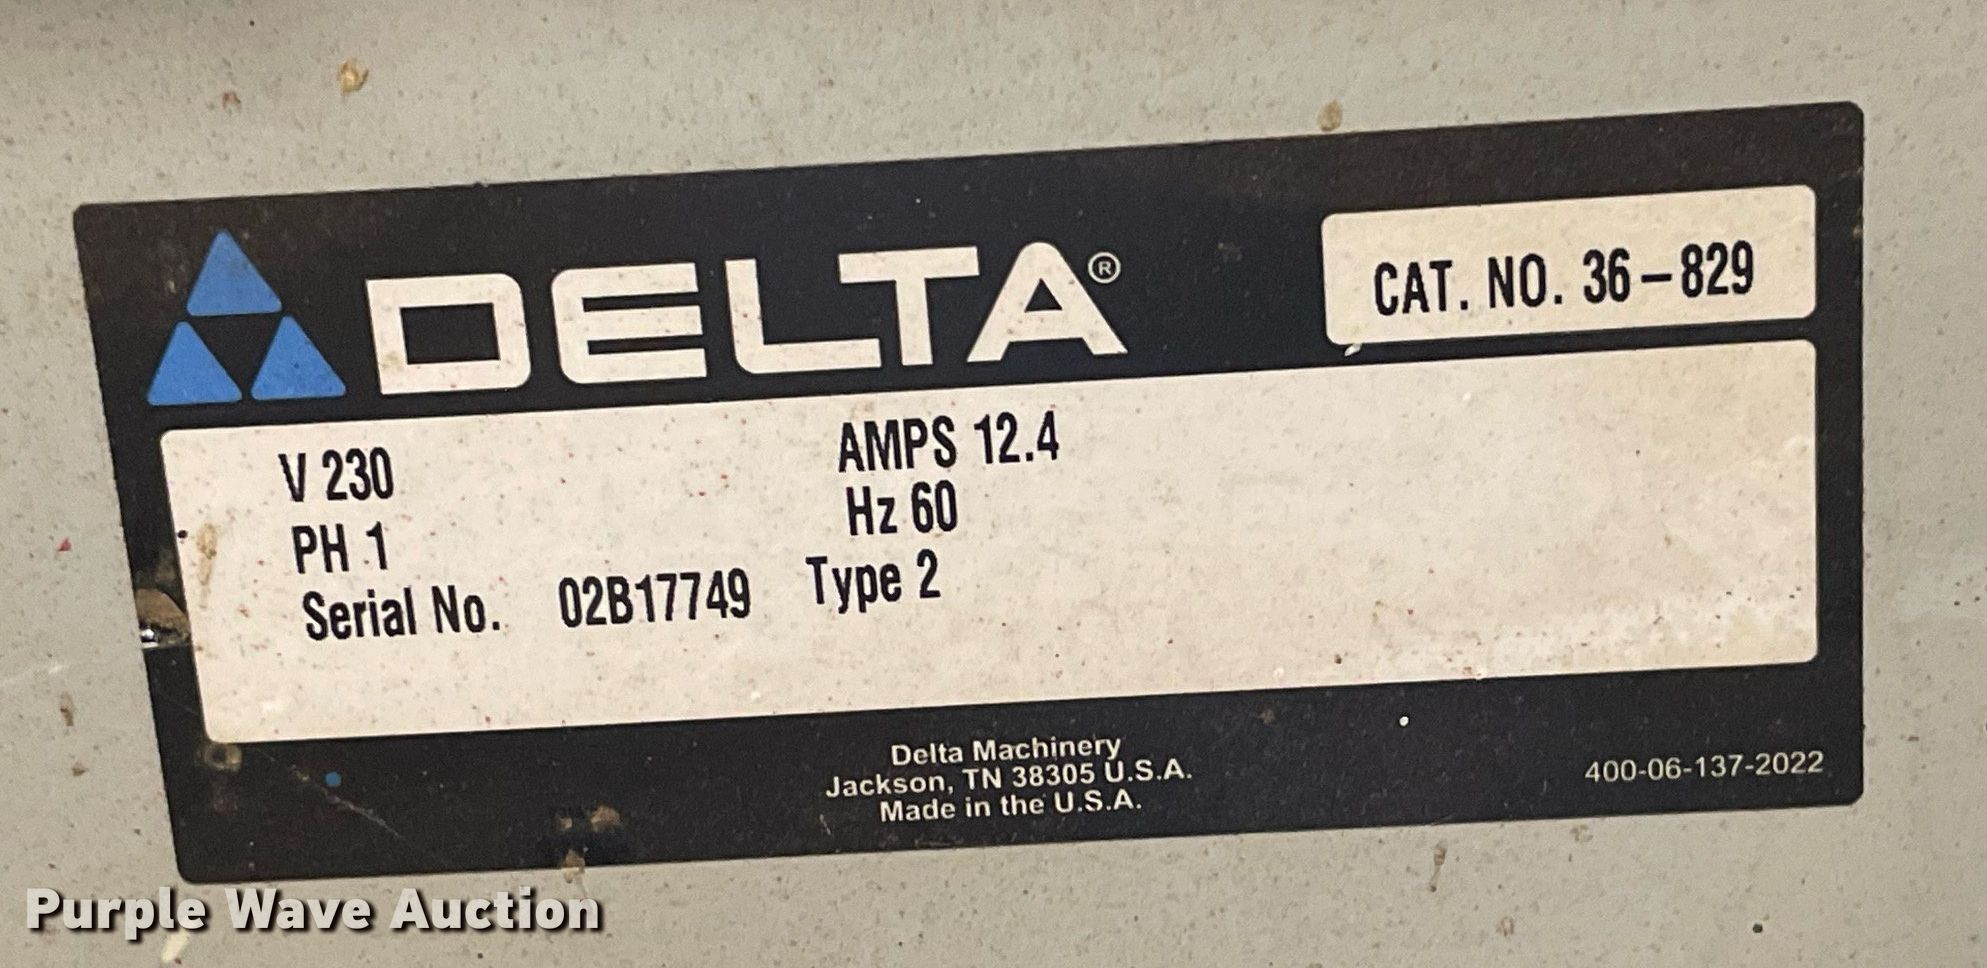 DELTA®
CAT. NO. 36-829
V 230
AMPS 12.4
PH 1
Hz 60
Serial No. 02B17749 Type 2
Delta Machinery
Jackson, TN 38305 U.S.A.
Made in the U.S.A.
400-06-137-2022
Purple Wave Auction